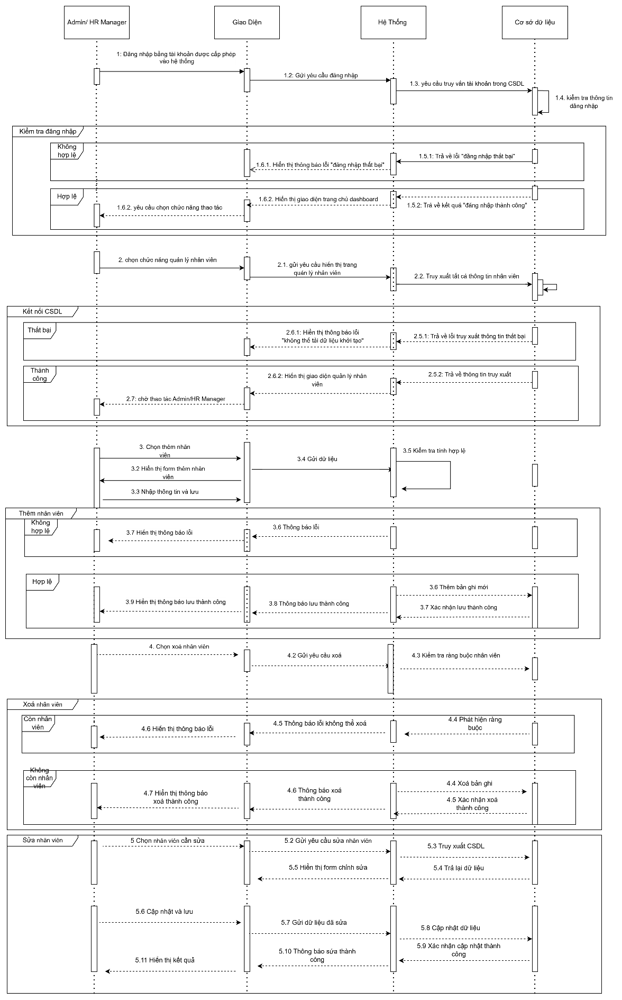 Admin/ HR Manager
Giao Diện
Hệ Thống
Cơ sở dữ liệu
1: Đăng nhập bằng tài khoản được cấp phép
vào hệ thống
1.2: Gửi yêu cầu đăng nhập
1.3. yêu cầu truy vấn tài khoản trong CSDL
1.4. kiểm tra thông tin
đăng nhập
Kiểm tra đăng nhập
Không
hợp lệ
1.5.1: Trả về lỗi "đăng nhập thất bại"
1.6.1. Hiển thị thông báo lỗi "đăng nhập thất bại"
Hợp lệ
1.6.2. Hiển thị giao diện trang chủ dashboard
1.5.2: Trả về kết quả "đăng nhập thành công"
1.6.2. yêu cầu chọn chức năng thao tác
2. chọn chức năng quản lý nhân viên
2.1. gửi yêu cầu hiển thị trang
quản lý nhân viên
2.2. Truy xuất tất cả thông tin nhân viên
Kết nối CSDL
Thất bại
2.6.1: Hiển thị thông báo lỗi
"không thể tải dữ liệu khởi tạo"
2.5.1: Trả về lỗi truy xuất thông tin thất bại
Thành
công
2.6.2: Hiển thị giao diện quản lý nhân
viên
2.5.2: Trả về thông tin truy xuất
2.7: chờ thao tác Admin/HR Manager
3. Chọn thêm nhân
viên
3.4 Gửi dữ liệu
3.5 Kiểm tra tính hợp lệ
3.2 Hiển thị form thêm nhân
viên
3.3 Nhập thông tin và lưu
Thêm nhân viên
Không
hợp lệ
3.7 Hiển thị thông báo lỗi
3.6 Thông báo lỗi
Hợp lệ
3.6 Thêm bản ghi mới
3.9 Hiển thị thông báo lưu thành công
3.8 Thông báo lưu thành công
3.7 Xác nhận lưu thành công
4. Chọn xoá nhân viên
4.2 Gửi yêu cầu xoá
4.3 Kiểm tra ràng buộc nhân viên
Xoá nhân viên
Còn nhân
viên
4.6 Hiển thị thông báo lỗi
4.5 Thông báo lỗi không thể xoá
4.4 Phát hiện ràng
buộc
Không
còn nhân
viên
4.7 Hiển thị thông báo
xoá thành công
4.6 Thông báo xoá
thành công
4.4 Xoá bản ghi
4.5 Xác nhận xoá
thành công
Sửa nhân viên
5 Chọn nhân viên cần sửa
5.2 Gửi yêu cầu sửa nhân viên
5.3 Truy xuất CSDL
5.5 Hiển thị form chỉnh sửa
5.4 Trả lại dữ liệu
5.6 Cập nhật và lưu
5.7 Gửi dữ liệu đã sửa
5.8 Cập nhật dữ liệu
5.9 Xác nhận cập nhật thành
công
5.10 Thông báo sửa thành
công
5.11 Hiển thị kết quả